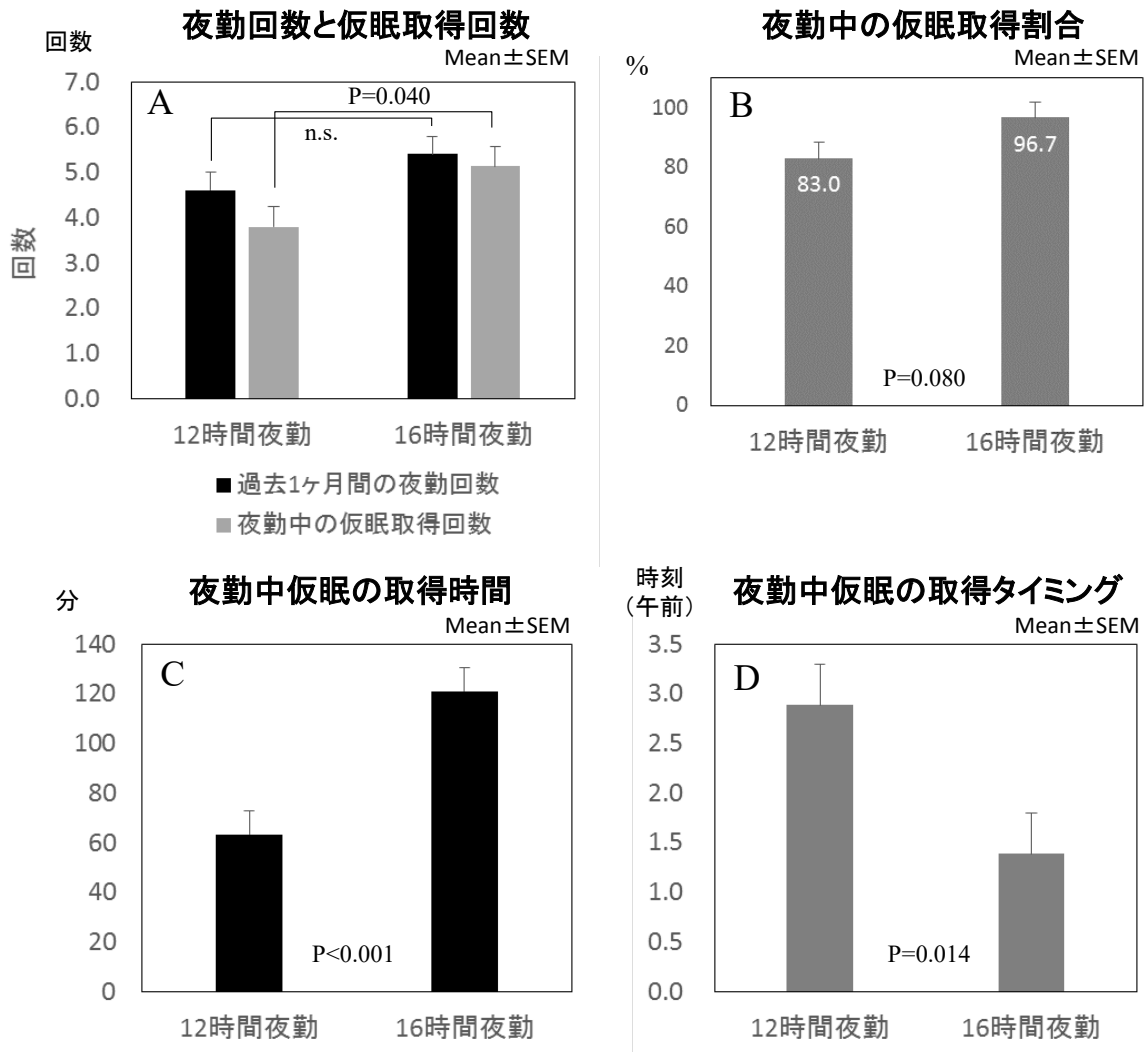 夜勤回数と仮眠取得回数
回数
Mean±SEM
A
P=0.040
n.s.
回数
7.0
6.0
5.0
4.0
3.0
2.0
1.0
0.0
12時間夜勤
16時間夜勤
■過去1ヶ月間の夜勤回数
■夜勤中の仮眠取得回数
夜勤中の仮眠取得割合
%
Mean±SEM
B
100
80
60
40
20
0
83.0
96.7
P=0.080
12時間夜勤
16時間夜勤
夜勤中仮眠の取得時間
分
Mean±SEM
C
140
120
100
80
60
40
20
0
P<0.001
12時間夜勤
16時間夜勤
夜勤中仮眠の取得タイミング
時刻
（午前）
Mean±SEM
D
3.5
3.0
2.5
2.0
1.5
1.0
0.5
0.0
P=0.014
12時間夜勤
16時間夜勤